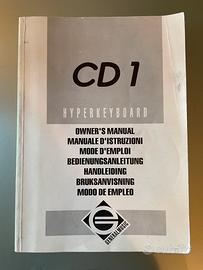 CD 1
HYPERKEYBOARD
OWNER'S MANUAL
MANUALE D'ISTRUZIONI
MODE D'EMPLOI
BEDIENUNGSANLEITUNG
HANDLEIDING
BRUKSANVISNING
MODO DE EMPLEO
GENERALMUSIC